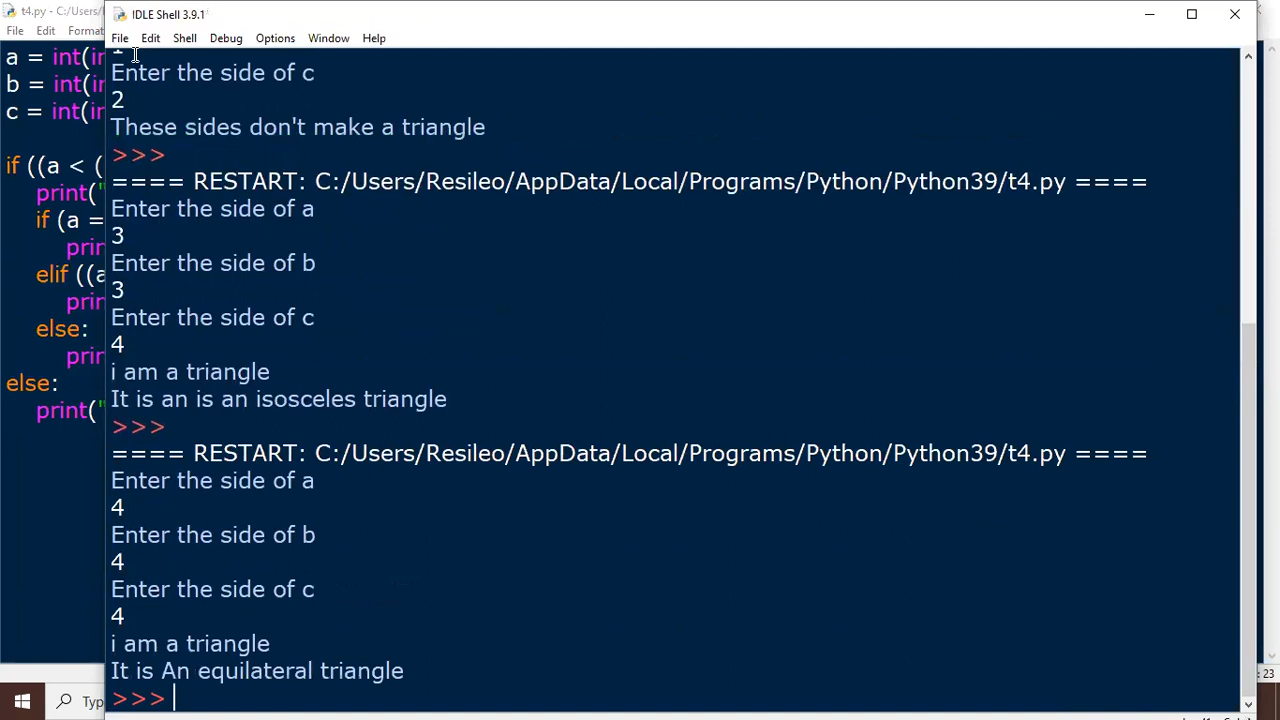 t4.py -
IDLE Shell 3.9.1
File Edit Format
File Edit Shell Debug Options Window Help
a = int(in
b = int(in
c = int(in
if ((a < (
print("
if (a =
prin
elif ((a
prin
else:
prin
else:
print("
Enter the side of c
2
These sides don't make a triangle
>>>
==== RESTART: C:/Users/Resileo/AppData/Local/Programs/Python/Python39/t4.py ====
Enter the side of a
3
Enter the side of b
3
Enter the side of c
4
i am a triangle
It is an is an isosceles triangle
>>>
==== RESTART: C:/Users/Resileo/AppData/Local/Programs/Python/Python39/t4.py ====
Enter the side of a
4
Enter the side of b
4
Enter the side of c
4
i am a triangle
It is An equilateral triangle
>>>
: 23
Typ